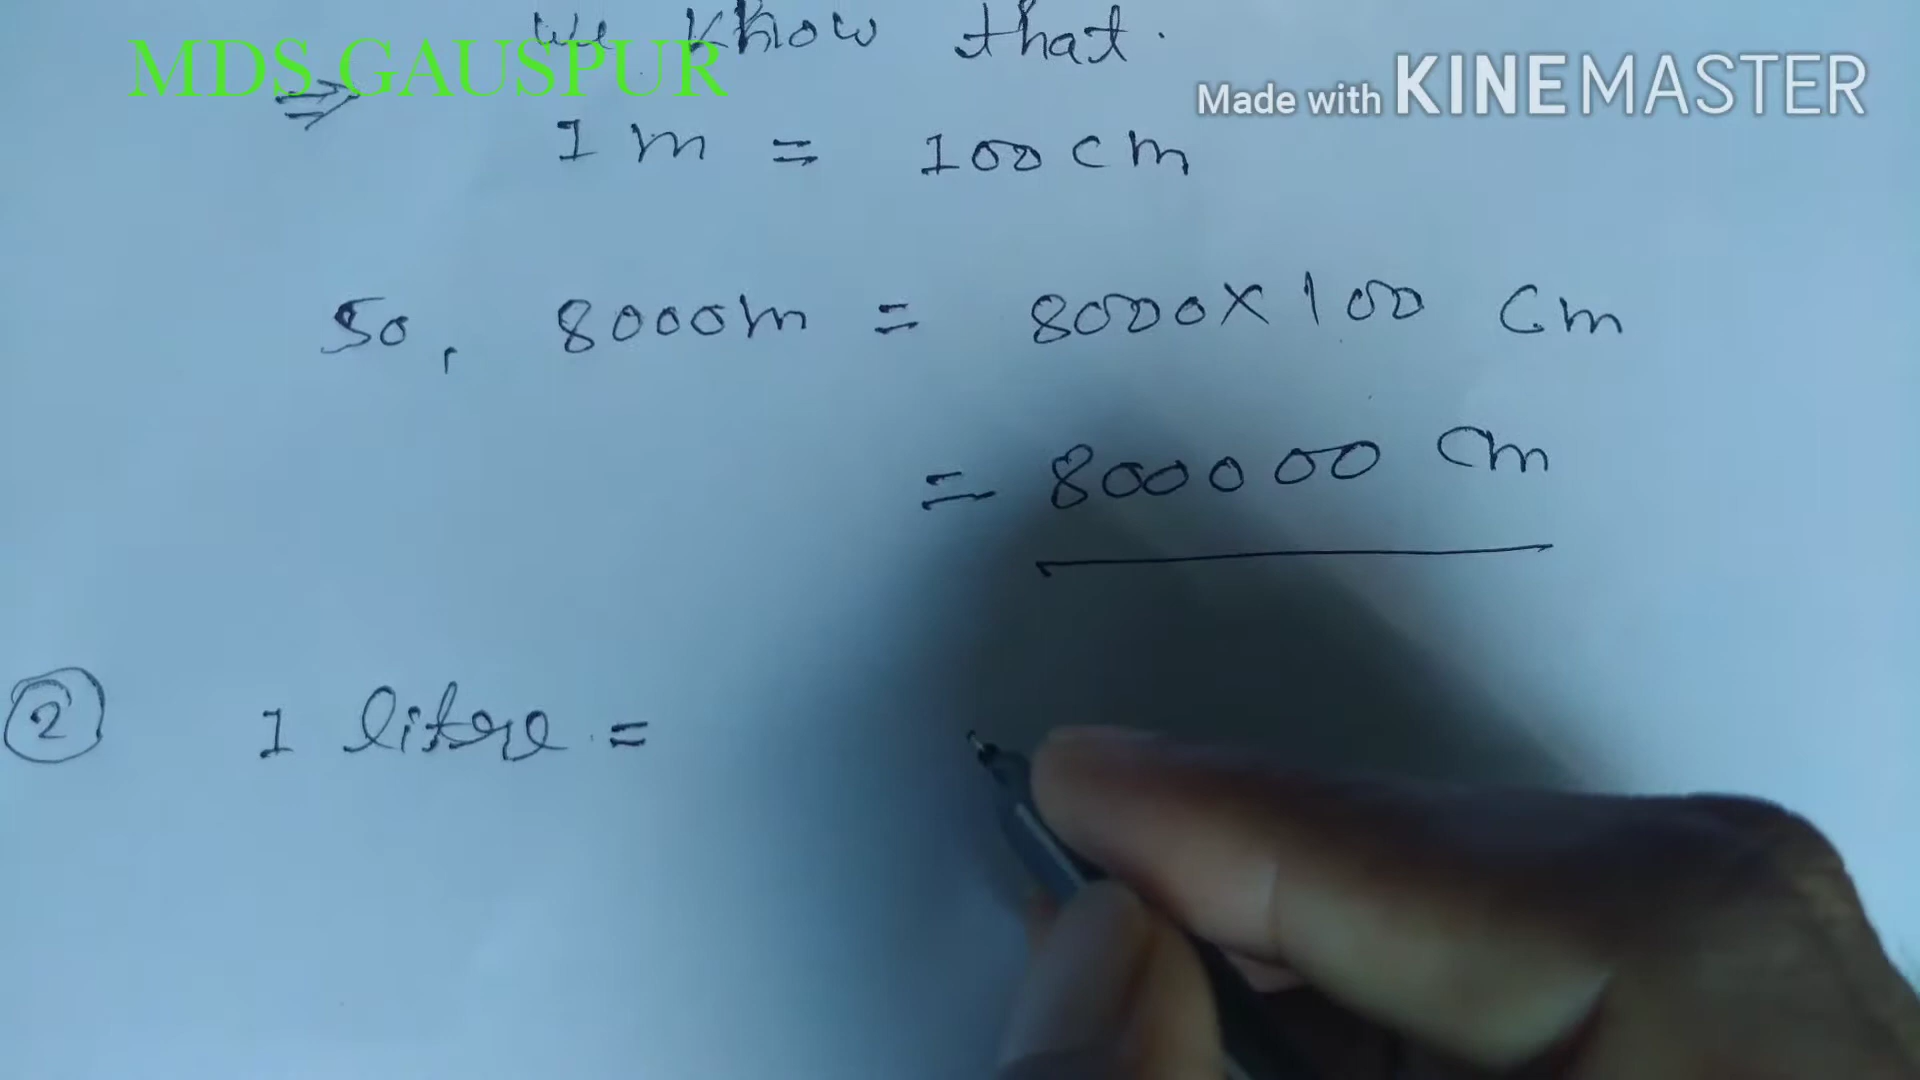 We know that.
MDS GAUSPUR
Made with KINEMASTER
⇒ 1 m = 100 cm
So, 8000m = 8000 × 100 cm
= 800000 cm
② 1 litre =